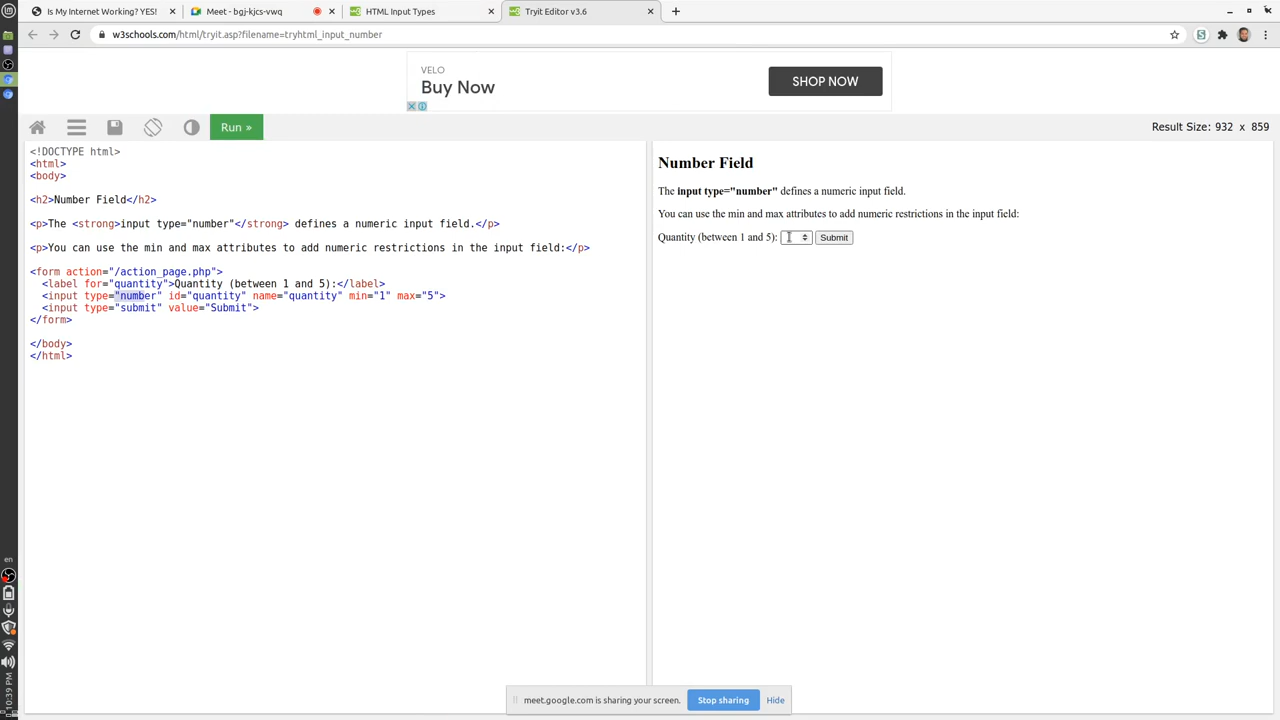 Is My Internet Working? YES!
Meet - bgj-kjcs-vwq
HTML Input Types
Tryit Editor v3.6
w3schools.com/html/tryit.asp?filename=tryhtml_input_number
VELO
Buy Now
SHOP NOW
Run »
Result Size: 932 x 859
<!DOCTYPE html>
<html>
<body>
<h2>Number Field</h2>
<p>The <strong>input type="number"</strong> defines a numeric input field.</p>
<p>You can use the min and max attributes to add numeric restrictions in the input field:</p>
<form action="/action_page.php">
<label for="quantity">Quantity (between 1 and 5):</label>
<input type="number" id="quantity" name="quantity" min="1" max="5">
<input type="submit" value="Submit">
</form>
</body>
</html>
Number Field
The input type="number" defines a numeric input field.
You can use the min and max attributes to add numeric restrictions in the input field:
Quantity (between 1 and 5): Submit
en
10:39 PM
meet.google.com is sharing your screen. Stop sharing Hide